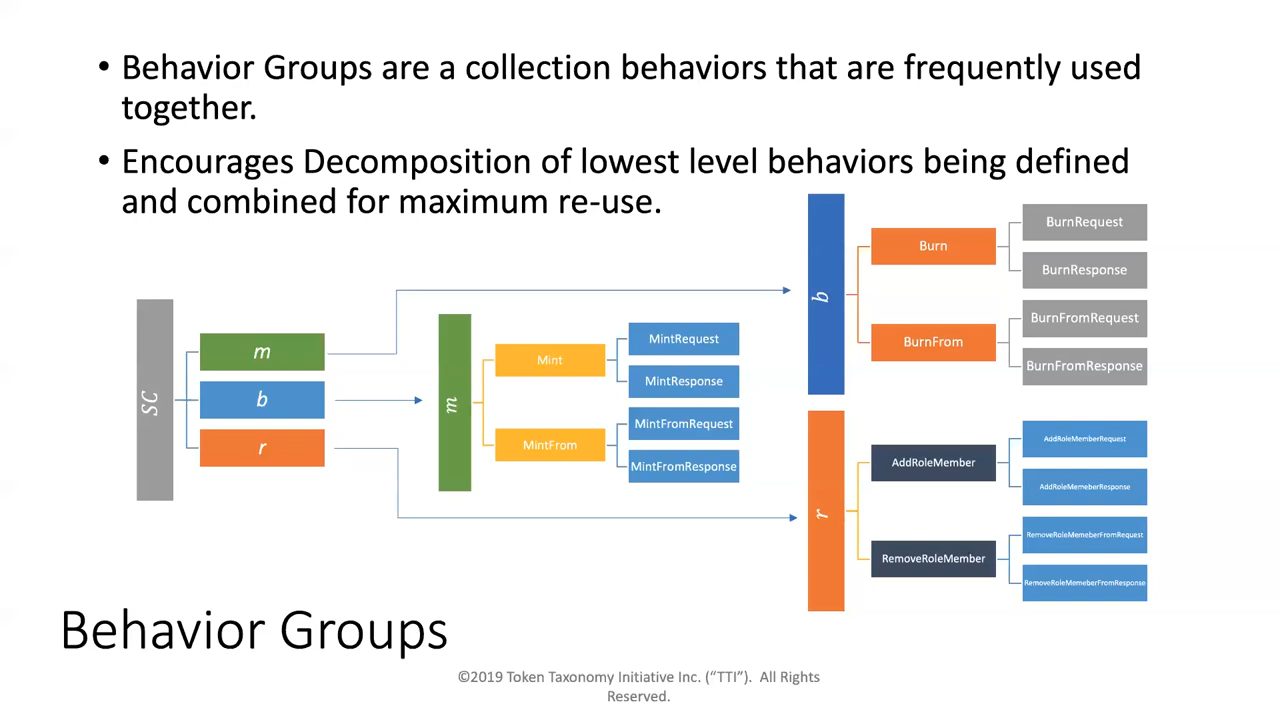 • Behavior Groups are a collection behaviors that are frequently used
together.
• Encourages Decomposition of lowest level behaviors being defined
and combined for maximum re-use.
SC
m
b
r
m
Mint
MintRequest
MintResponse
MintFrom
MintFromRequest
MintFromResponse
b
Burn
BurnRequest
BurnResponse
BurnFrom
BurnFromRequest
BurnFromResponse
r
AddRoleMember
AddRoleMemberRequest
AddRoleMemeberResponse
RemoveRoleMember
RemoveRoleMemeberFromRequest
RemoveRoleMemeberFromResponse
Behavior Groups
©2019 Token Taxonomy Initiative Inc. (“TTI”).  All Rights
Reserved.